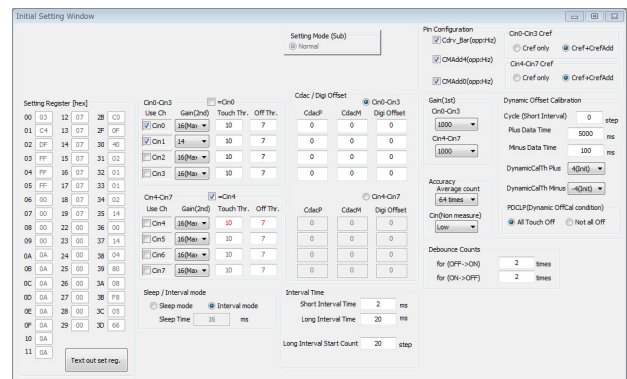 Initial Setting Window
Setting Mode (Sub)
Normal
Pin Configuration
Cdrv_Bar(opp:Hiz)
CMAdd4(opp:Hiz)
CMAdd0(opp:Hiz)
Cin0-Cin3 Cref
Cref only Cref+CrefAdd
Cin4-Cin7 Cref
Cref only Cref+CrefAdd
Setting Register [hex]
00 03 12 07 2B C0
01 C4 13 07 2F 0F
02 DF 14 07 30 40
03 FF 15 07 31 02
04 FF 16 07 32 01
05 FF 17 07 33 01
06 00 18 07 34 02
07 00 19 07 35 14
08 00 22 00 36 00
09 00 23 00 37 14
0A 0A 24 00 38 04
0B 0A 25 00 39 80
0C 0A 26 00 3A 08
0D 0A 27 00 3B F8
0E 0A 28 00 3C 05
0F 0A 29 00 3D 66
10 0A
11 0A
Text out set reg.
Cin0-Cin3 =Cin0
Use Ch Gain(2nd) Touch Thr. Off Thr.
Cin0 16(Max 10 7
Cin1 14 10 7
Cin2 16(Max 10 7
Cin3 16(Max 10 7
Cin4-Cin7 =Cin4
Use Ch Gain(2nd) Touch Thr. Off Thr.
Cin4 16(Max 10 7
Cin5 16(Max 10 7
Cin6 16(Max 10 7
Cin7 16(Max 10 7
Sleep / Interval mode
Sleep mode Interval mode
Sleep Time 16 ms
Cdac / Digi Offset
Cin0-Cin3
CdacP CdacM Digi Offset
0 0 0
0 0 0
0 0 0
0 0 0
Cin4-Cin7
CdacP CdacM Digi Offset
0 0 0
0 0 0
0 0 0
0 0 0
Interval Time
Short Interval Time 2 ms
Long Interval Time 20 ms
Long Interval Start Count 20 step
Gain(1st)
Cin0-Cin3
1000
Cin4-Cin7
1000
Accuracy
Average count
64 times
Cin(Non measure)
Low
Dynamic Offset Calibration
Cycle (Short Interval) 0 step
Plus Data Time 5000 ms
Minus Data Time 100 ms
DynamicCalTh Plus 4(Init)
DynamicCalTh Minus -4(Init)
PDCLP(Dynamic OffCal condition)
All Touch Off Not all Off
Debounce Counts
for (OFF->ON) 2 times
for (ON->OFF) 2 times